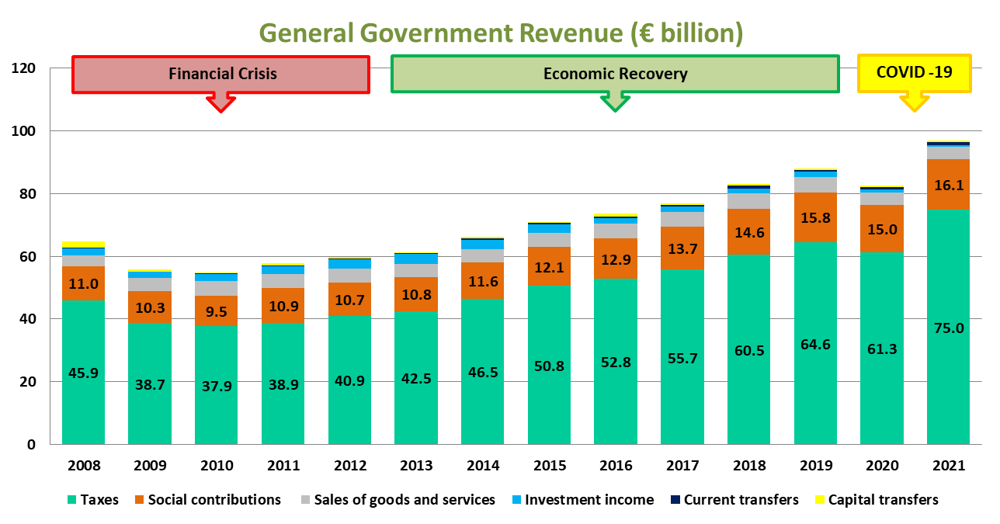 General Government Revenue (€ billion)
Financial Crisis
Economic Recovery
COVID -19
120
100
80
60
40
20
0
11.0 10.3 9.5 10.9 10.7 10.8 11.6 12.1 12.9 13.7 14.6 15.8 15.0 16.1
45.9 38.7 37.9 38.9 40.9 42.5 46.5 50.8 52.8 55.7 60.5 64.6 61.3 75.0
2008 2009 2010 2011 2012 2013 2014 2015 2016 2017 2018 2019 2020 2021
Taxes Social contributions Sales of goods and services Investment income Current transfers Capital transfers